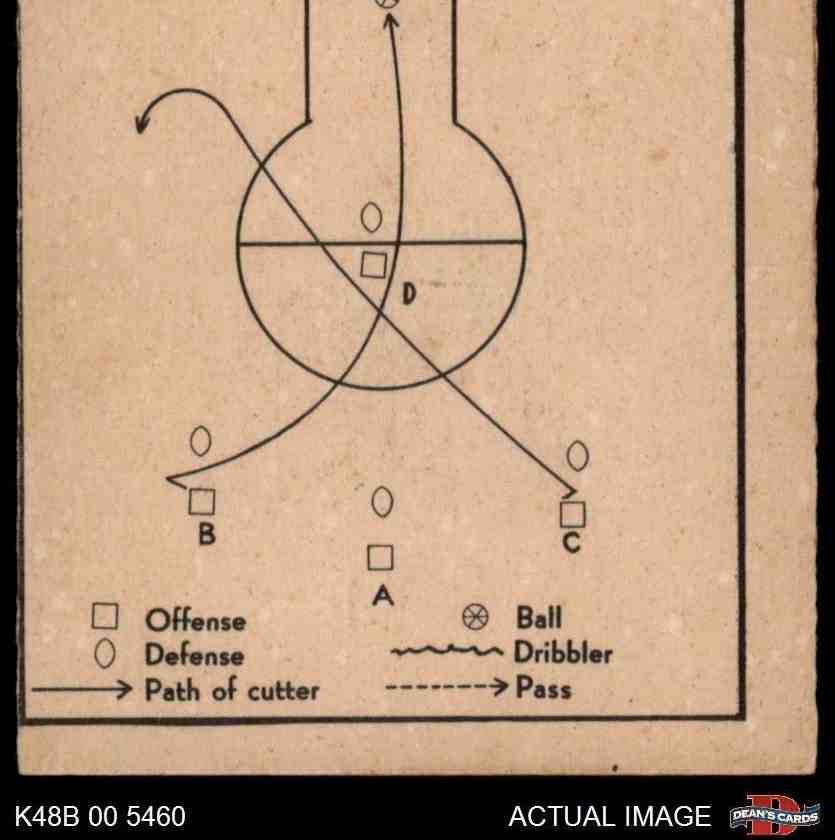 D
B
A
C
Offense
Defense
Path of cutter
Ball
Dribbler
Pass
K48B 00 5460
ACTUAL IMAGE
D
DEAN'S CARDS